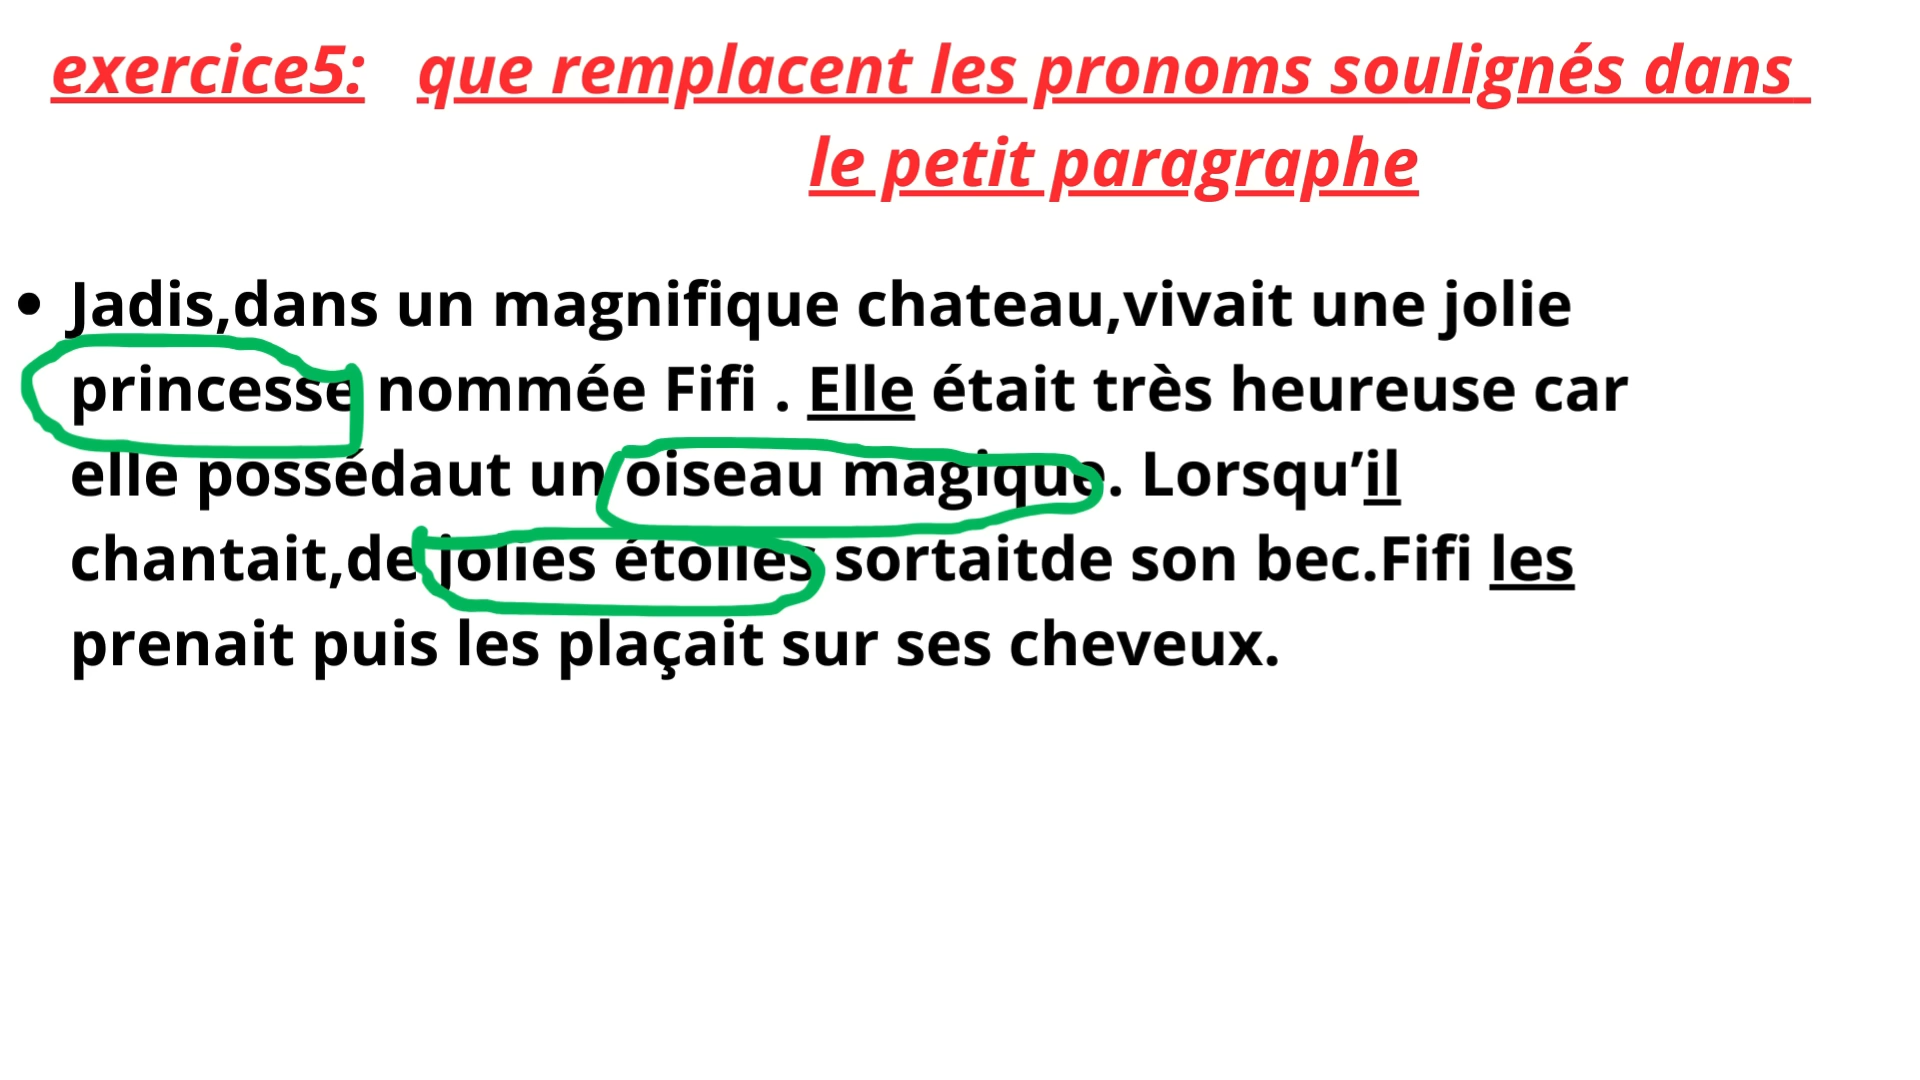 exercice5: que remplacent les pronoms soulignés dans
le petit paragraphe
• Jadis,dans un magnifique chateau,vivait une jolie
princesse nommée Fifi . Elle était très heureuse car
elle possédaut un oiseau magique. Lorsqu’il
chantait,de jolies étoiles sortaitde son bec.Fifi les
prenait puis les plaçait sur ses cheveux.